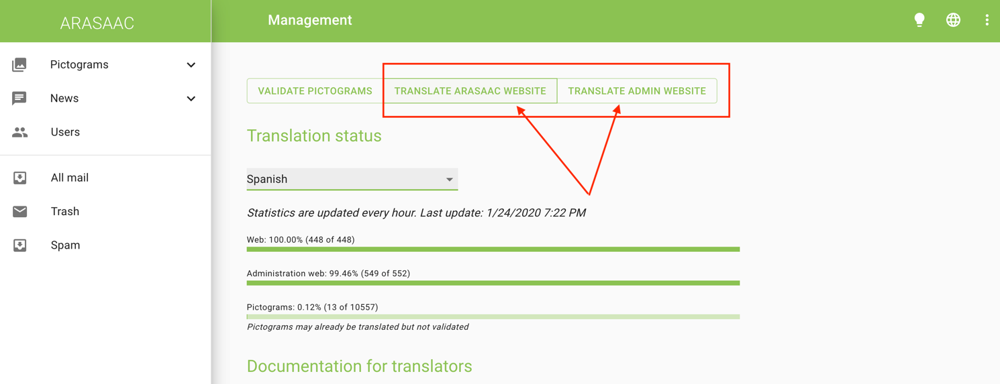 ARASAAC
Management
Pictograms
News
Users
All mail
Trash
Spam
VALIDATE PICTOGRAMS
TRANSLATE ARASAAC WEBSITE
TRANSLATE ADMIN WEBSITE
Translation status
Spanish
Statistics are updated every hour. Last update: 1/24/2020 7:22 PM
Web: 100.00% (448 of 448)
Administration web: 99.46% (549 of 552)
Pictograms: 0.12% (13 of 10557)
Pictograms may already be translated but not validated
Documentation for translators